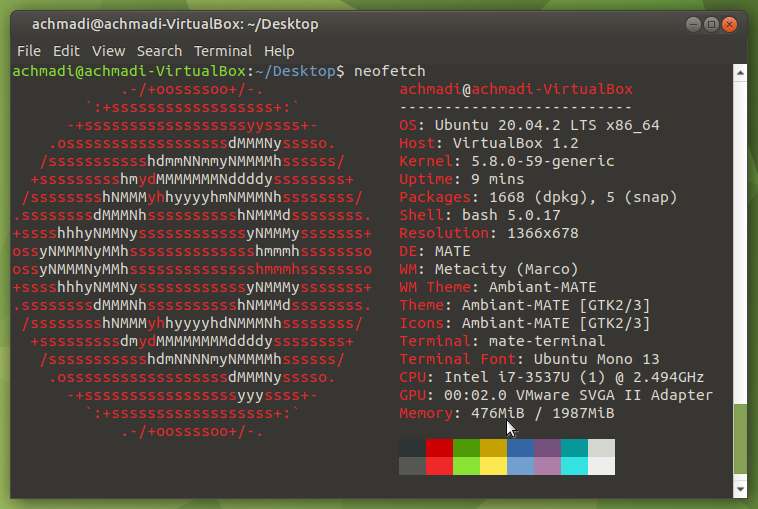 achmadi@achmadi-VirtualBox: ~/Desktop
File Edit View Search Terminal Help
achmadi@achmadi-VirtualBox:~/Desktop$ neofetch
.-/+oossssoo+/-.
achmadi@achmadi-VirtualBox
`:+ssssssssssssssssss+:`
--------------------------
-+ssssssssssssssssssyyssss+-
OS: Ubuntu 20.04.2 LTS x86_64
.ossssssssssssssssssdMMMNysssso.
Host: VirtualBox 1.2
/ssssssssssshdmmNNmmyNMMMMhssssss/
Kernel: 5.8.0-59-generic
+ssssssssshmydMMMMMMMNddddyssssssss+
Uptime: 9 mins
/sssssssshNMMMyhhyyyyhmNMMMNhssssssss/
Packages: 1668 (dpkg), 5 (snap)
.ssssssssdMMMNhsssssssssshNMMMdssssssss.
Shell: bash 5.0.17
+sssshhhyNMMNyssssssssssssyNMMMysssssss+
Resolution: 1366x678
ossyNMMMNyMMhsssssssssssssshmmmhssssssso
DE: MATE
ossyNMMMNyMMhsssssssssssssshmmmhssssssso
WM: Metacity (Marco)
+sssshhhyNMMNyssssssssssssyNMMMysssssss+
WM Theme: Ambiant-MATE
.ssssssssdMMMNhsssssssssshNMMMdssssssss.
Theme: Ambiant-MATE [GTK2/3]
/sssssssshNMMMyhhyyyyhdNMMMNhssssssss/
Icons: Ambiant-MATE [GTK2/3]
+sssssssssdmydMMMMMMMMddddyssssssss+
Terminal: mate-terminal
/ssssssssssshdmNNNNmyNMMMMhssssss/
Terminal Font: Ubuntu Mono 13
.ossssssssssssssssssdMMMNysssso.
CPU: Intel i7-3537U (1) @ 2.494GHz
-+sssssssssssssssssyyyssss+-
GPU: 00:02.0 VMware SVGA II Adapter
`:+ssssssssssssssssss+:`
Memory: 476MiB / 1987MiB
.-/+oossssoo+/-.